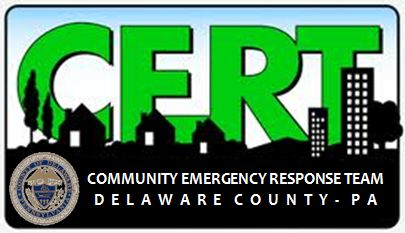 CERT
COMMUNITY EMERGENCY RESPONSE TEAM
DELAWARE COUNTY - PA